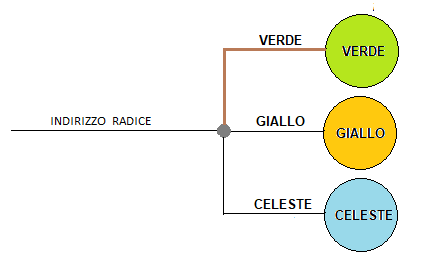 VERDE
VERDE
INDIRIZZO RADICE
GIALLO
GIALLO
CELESTE
CELESTE